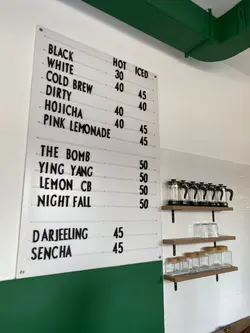 HOT ICED
BLACK 30
WHITE 40 45
COLD BREW 45
DIRTY 40
HOJICHA 40 45
PINK LEMONADE 45
THE BOMB 50
YING YANG 50
LEMON CB 50
NIGHT FALL 50
DARJEELING 45
SENCHA 45